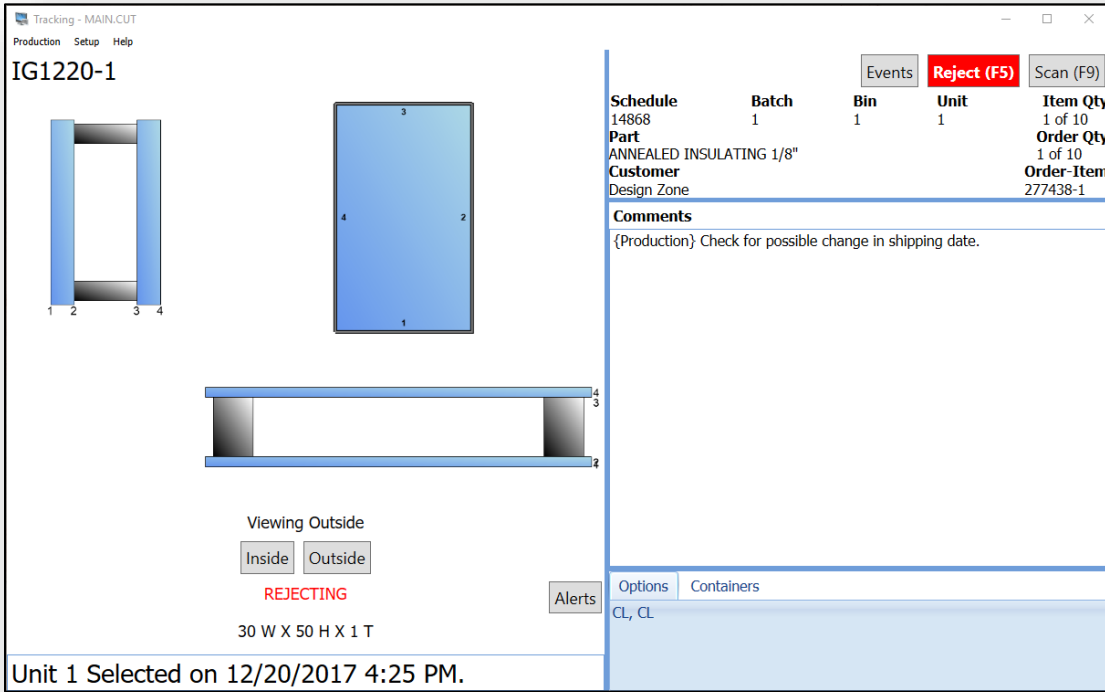 Tracking - MAIN.CUT
Production Setup Help
IG1220-1
Events Reject (F5) Scan (F9)
Schedule Batch Bin Unit Item Qty
14868 1 1 1 1 of 10
Part Order Qty
ANNEALED INSULATING 1/8" 1 of 10
Customer Order-Item
Design Zone 277438-1
Comments
{Production} Check for possible change in shipping date.
3
4 2
1
1 2 3 4
4
3
2
Viewing Outside
Inside Outside
REJECTING
Alerts
30 W X 50 H X 1 T
Options Containers
CL, CL
Unit 1 Selected on 12/20/2017 4:25 PM.